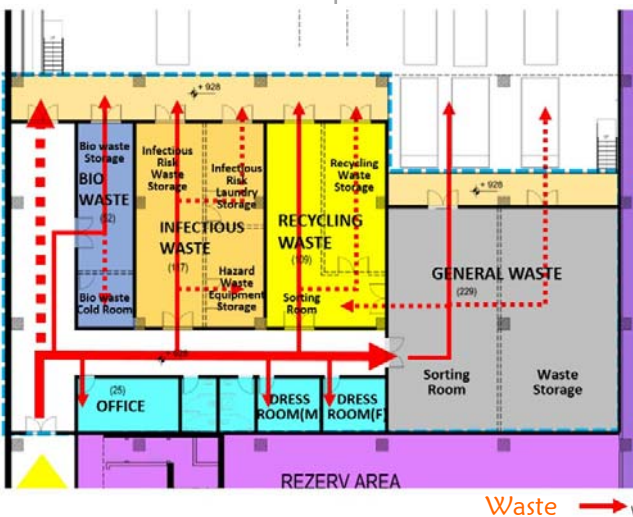 + 928
Bio waste
Storage
BIO
WASTE
(52)
Bio waste
Cold Room
Infectious
Risk
Waste
Storage
Infectious
Risk
Laundry
Storage
INFECTIOUS
WASTE
(117)
Hazard
Waste
Equipment
Storage
Recycling
Waste
Storage
RECYCLING
WASTE
(109)
Sorting
Room
+ 928
GENERAL WASTE
(229)
Sorting
Room
Waste
Storage
(25)
OFFICE
DRESS
ROOM(M
DRESS
ROOM(F)
REZERV AREA
Waste